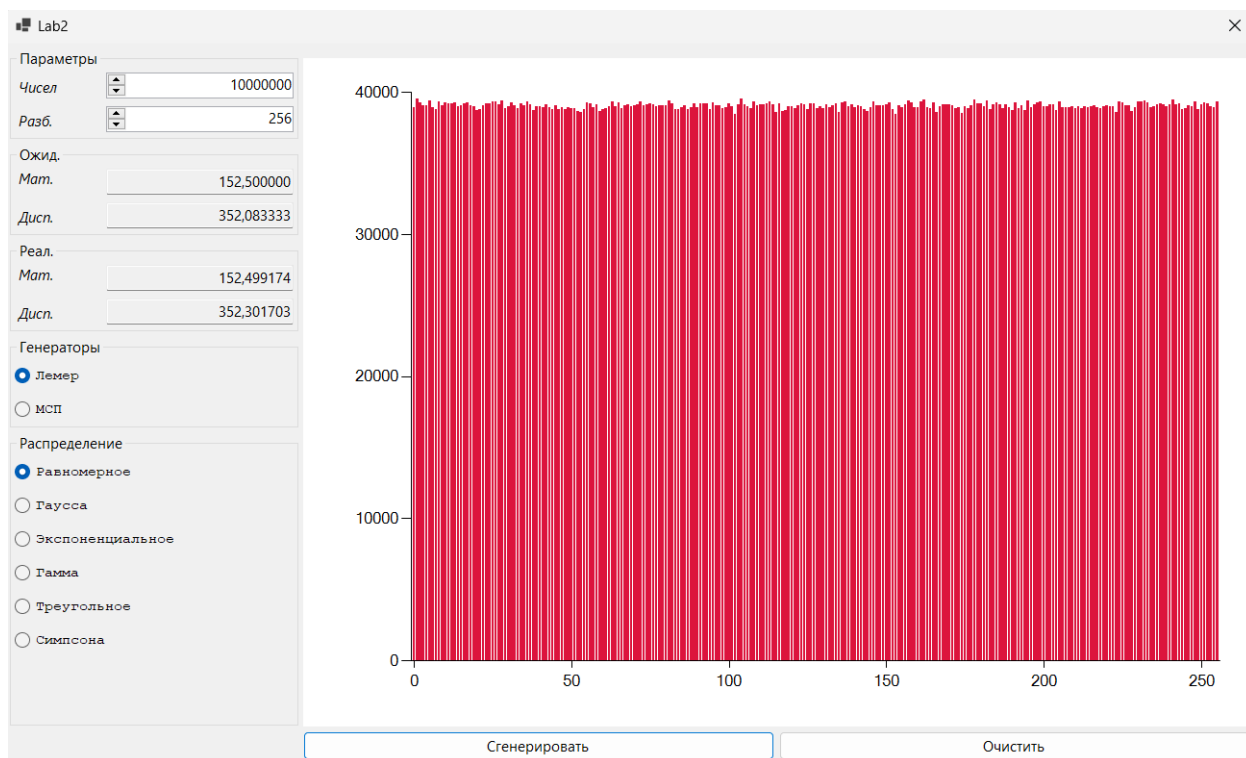 Lab2
Параметры
Чисел 10000000
Разб. 256
Ожид.
Мат. 152,500000
Дисп. 352,083333
Реал.
Мат. 152,499174
Дисп. 352,301703
Генераторы
Лемер
МСП
Распределение
Равномерное
Гаусса
Экспоненциальное
Гамма
Треугольное
Симпсона
40000
30000
20000
10000
0
0 50 100 150 200 250
Сгенерировать Очистить